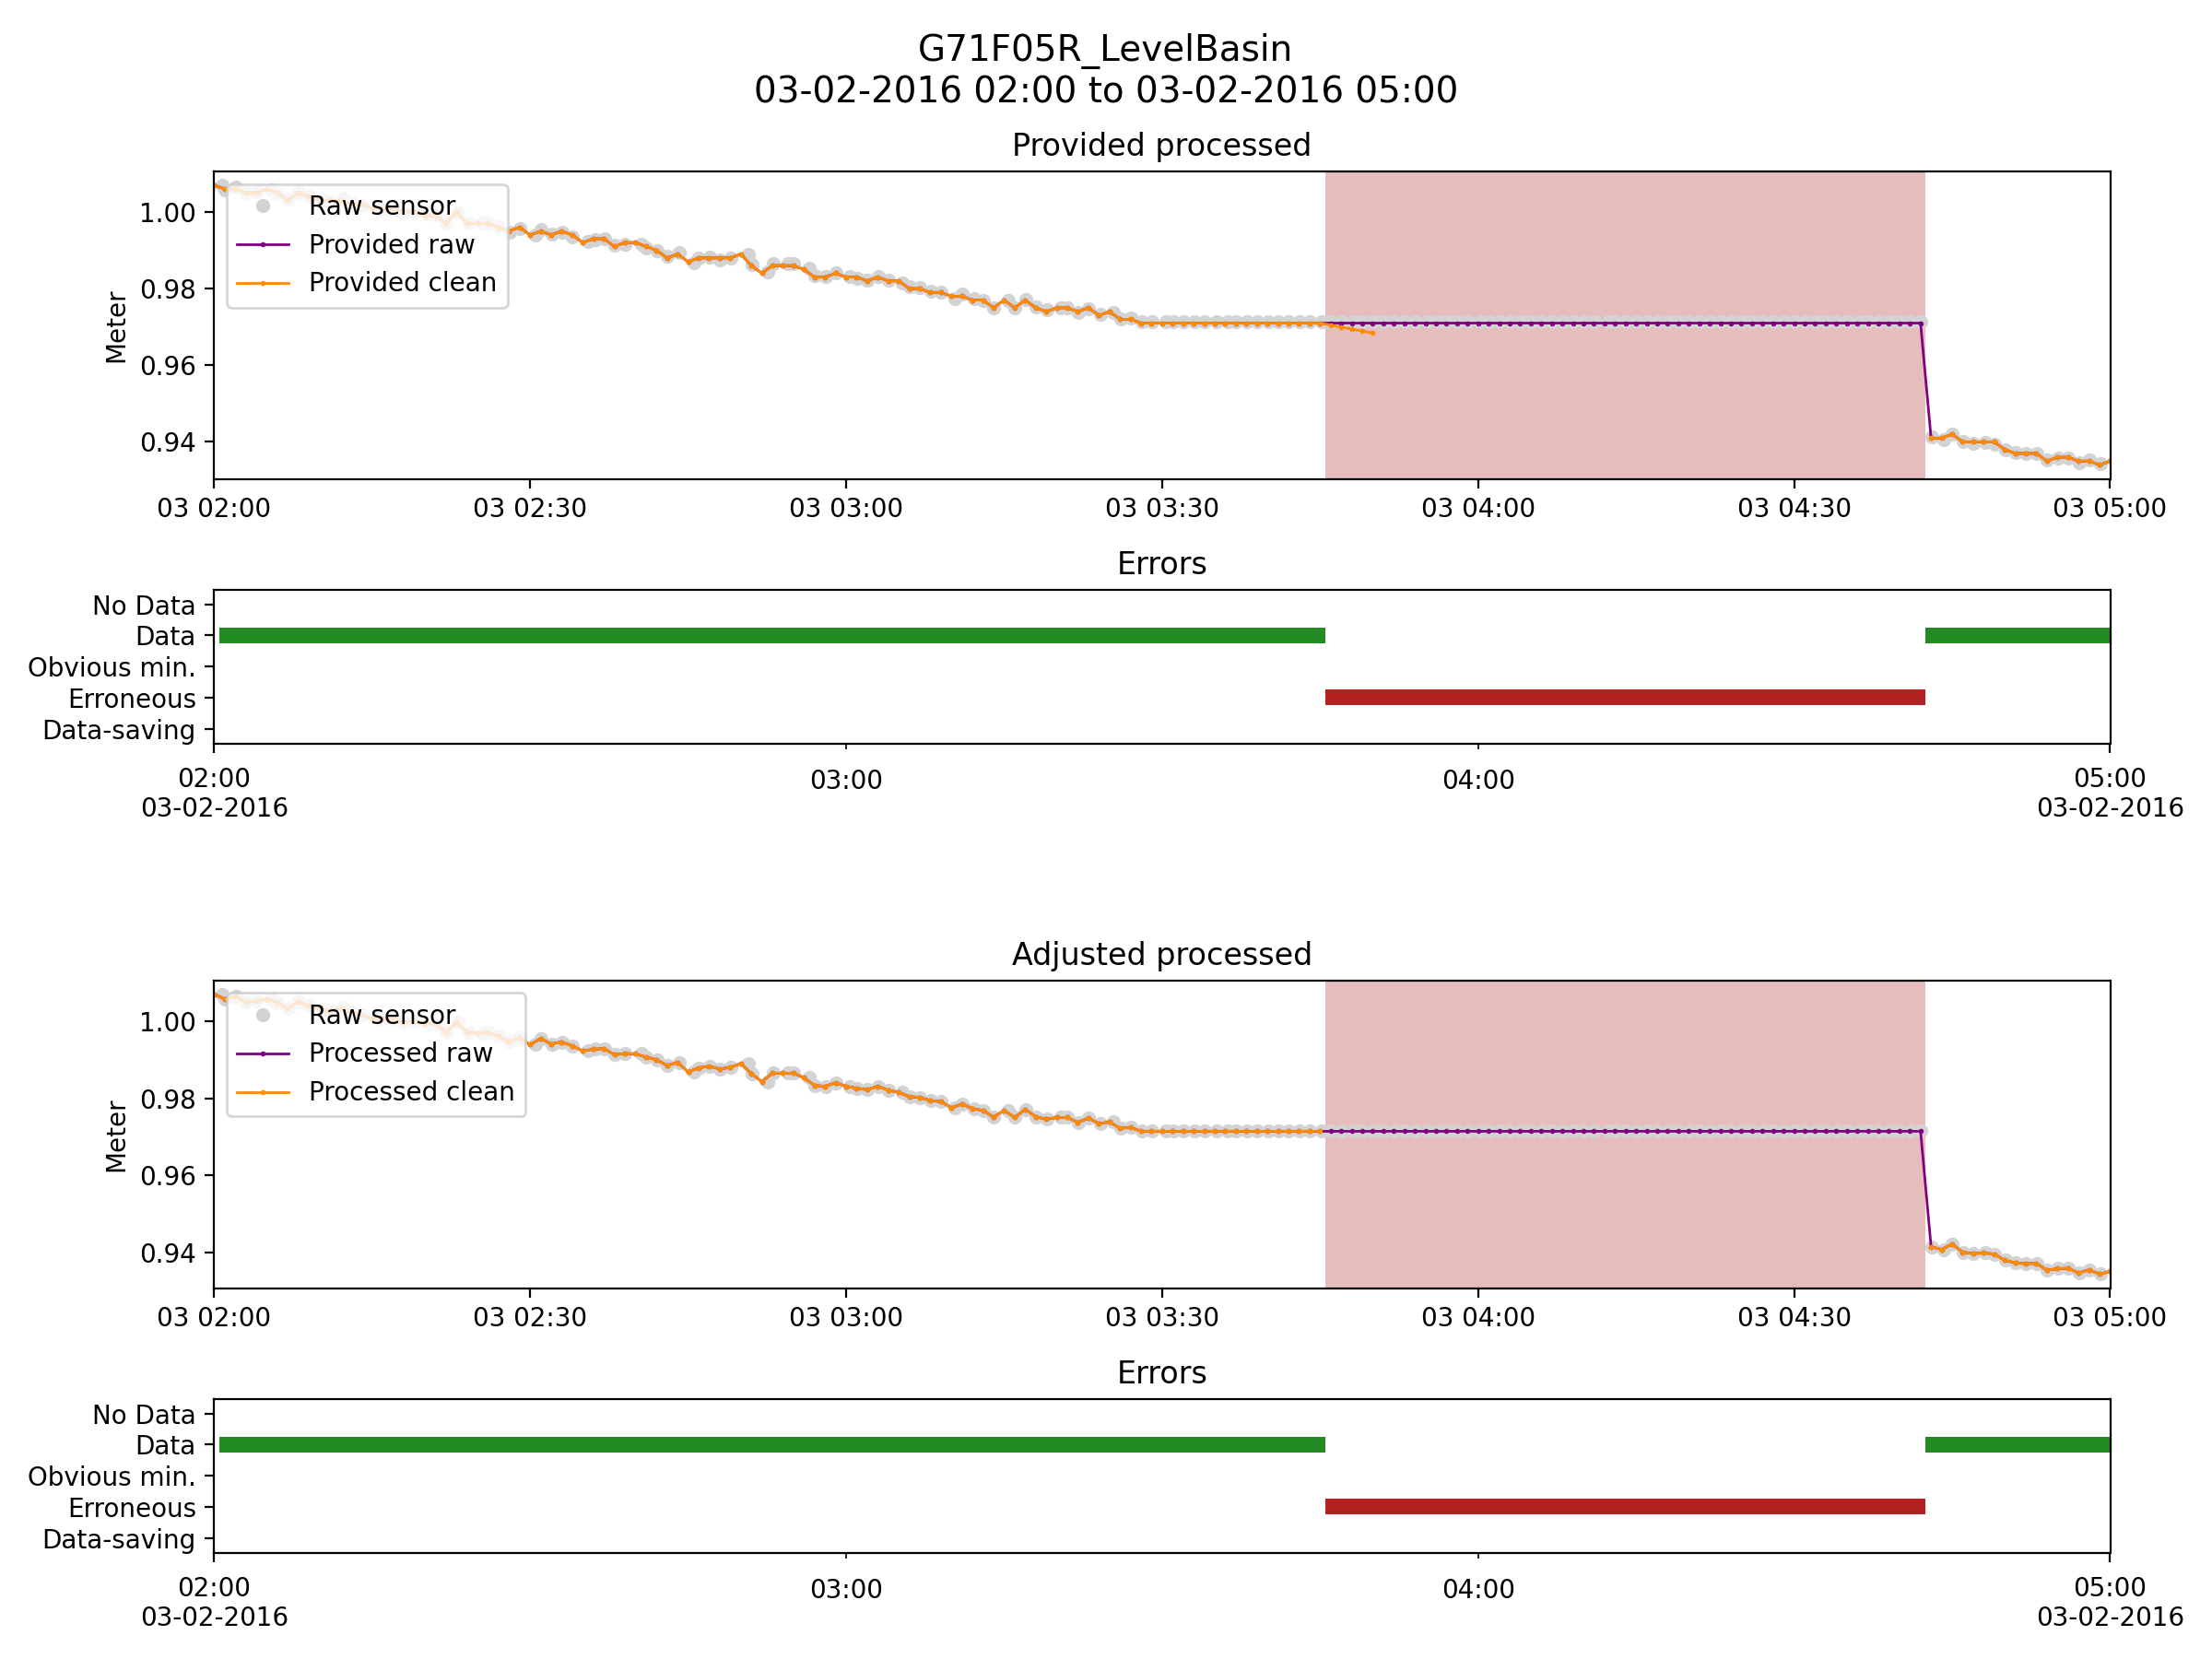 G71F05R_LevelBasin
03-02-2016 02:00 to 03-02-2016 05:00
Provided processed
Raw sensor
Provided raw
Provided clean
Meter
1.00
0.98
0.96
0.94
03 02:00 03 02:30 03 03:00 03 03:30 03 04:00 03 04:30 03 05:00
Errors
No Data
Data
Obvious min.
Erroneous
Data-saving
02:00 03:00 04:00 05:00
03-02-2016 03-02-2016
Adjusted processed
Raw sensor
Processed raw
Processed clean
Meter
1.00
0.98
0.96
0.94
03 02:00 03 02:30 03 03:00 03 03:30 03 04:00 03 04:30 03 05:00
Errors
No Data
Data
Obvious min.
Erroneous
Data-saving
02:00 03:00 04:00 05:00
03-02-2016 03-02-2016